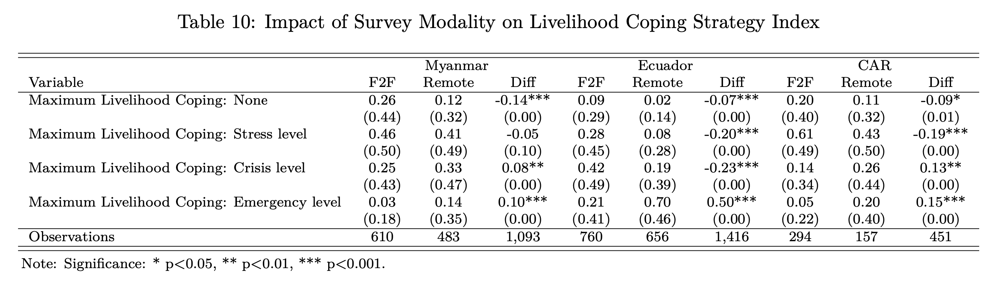 Table 10: Impact of Survey Modality on Livelihood Coping Strategy Index
Myanmar Ecuador CAR
Variable F2F Remote Diff F2F Remote Diff F2F Remote Diff
Maximum Livelihood Coping: None 0.26 0.12 -0.14*** 0.09 0.02 -0.07*** 0.20 0.11 -0.09*
(0.44) (0.32) (0.00) (0.29) (0.14) (0.00) (0.40) (0.32) (0.01)
Maximum Livelihood Coping: Stress level 0.46 0.41 -0.05 0.28 0.08 -0.20*** 0.61 0.43 -0.19***
(0.50) (0.49) (0.10) (0.45) (0.28) (0.00) (0.49) (0.50) (0.00)
Maximum Livelihood Coping: Crisis level 0.25 0.33 0.08** 0.42 0.19 -0.23*** 0.14 0.26 0.13**
(0.43) (0.47) (0.00) (0.49) (0.39) (0.00) (0.34) (0.44) (0.00)
Maximum Livelihood Coping: Emergency level 0.03 0.14 0.10*** 0.21 0.70 0.50*** 0.05 0.20 0.15***
(0.18) (0.35) (0.00) (0.41) (0.46) (0.00) (0.22) (0.40) (0.00)
Observations 610 483 1,093 760 656 1,416 294 157 451
Note: Significance: * p<0.05, ** p<0.01, *** p<0.001.